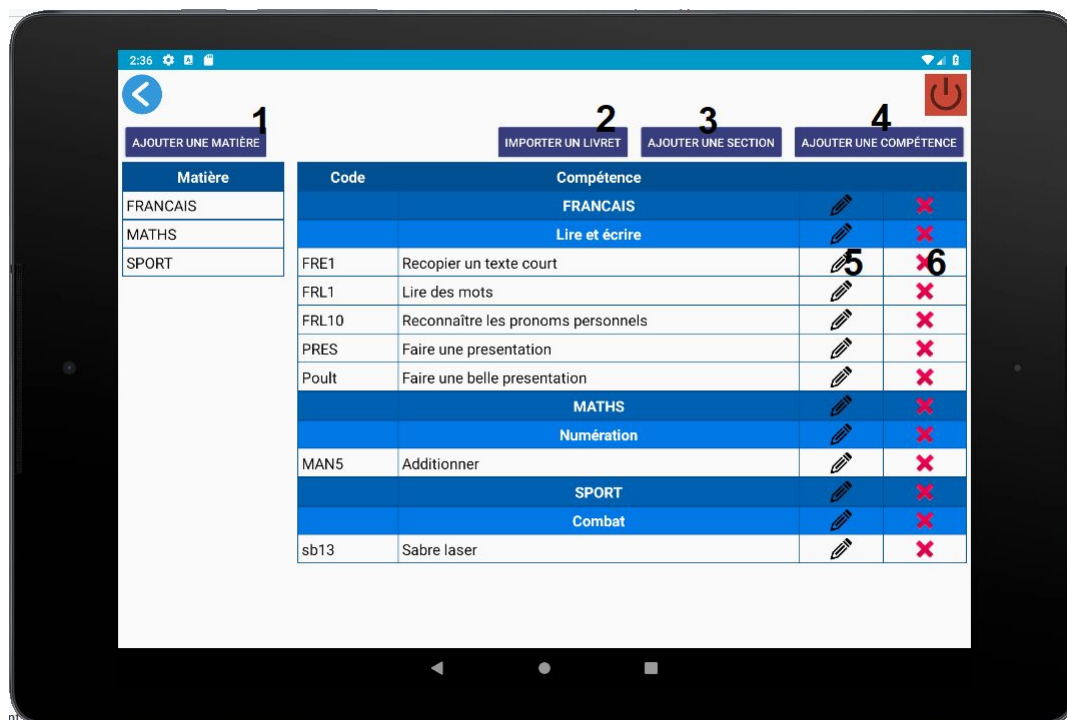 2:36
1 2 3 4
AJOUTER UNE MATIÈRE IMPORTER UN LIVRET AJOUTER UNE SECTION AJOUTER UNE COMPÉTENCE
Matière Code Compétence
FRANCAIS FRANCAIS
MATHS Lire et écrire
SPORT FRE1 Recopier un texte court 5 6
FRL1 Lire des mots
FRL10 Reconnaître les pronoms personnels
PRES Faire une presentation
Poult Faire une belle presentation
MATHS
Numération
MAN5 Additionner
SPORT
Combat
sb13 Sabre laser